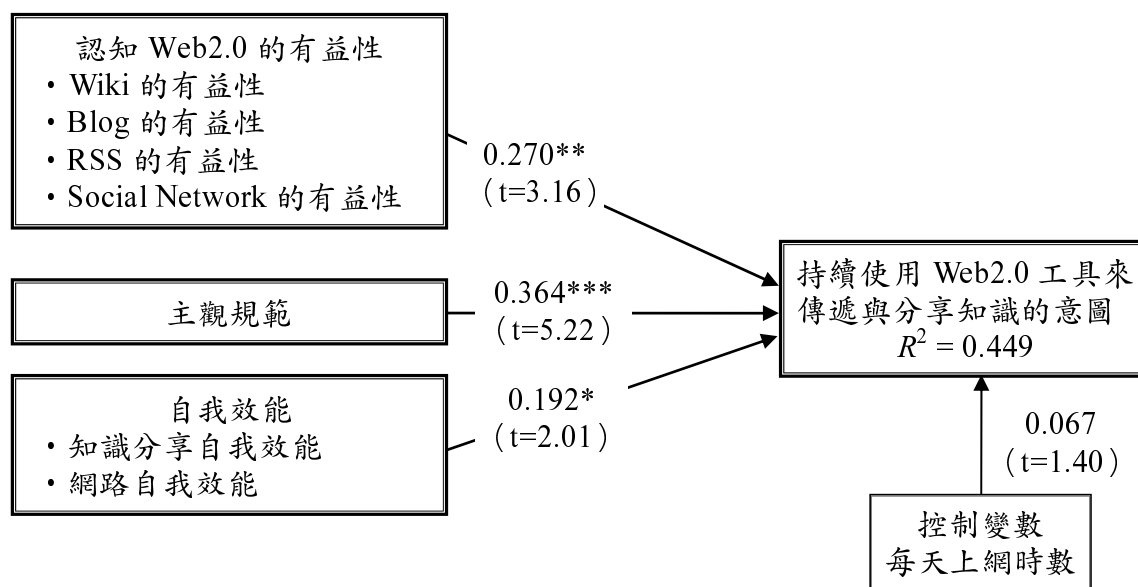 認知 Web2.0 的有益性
・Wiki 的有益性
・Blog 的有益性
・RSS 的有益性
・Social Network 的有益性
0.270**
(t=3.16)
主觀規範
0.364***
(t=5.22)
自我效能
・知識分享自我效能
・網路自我效能
0.192*
(t=2.01)
持續使用 Web2.0 工具來
傳遞與分享知識的意圖
R² = 0.449
0.067
(t=1.40)
控制變數
每天上網時數